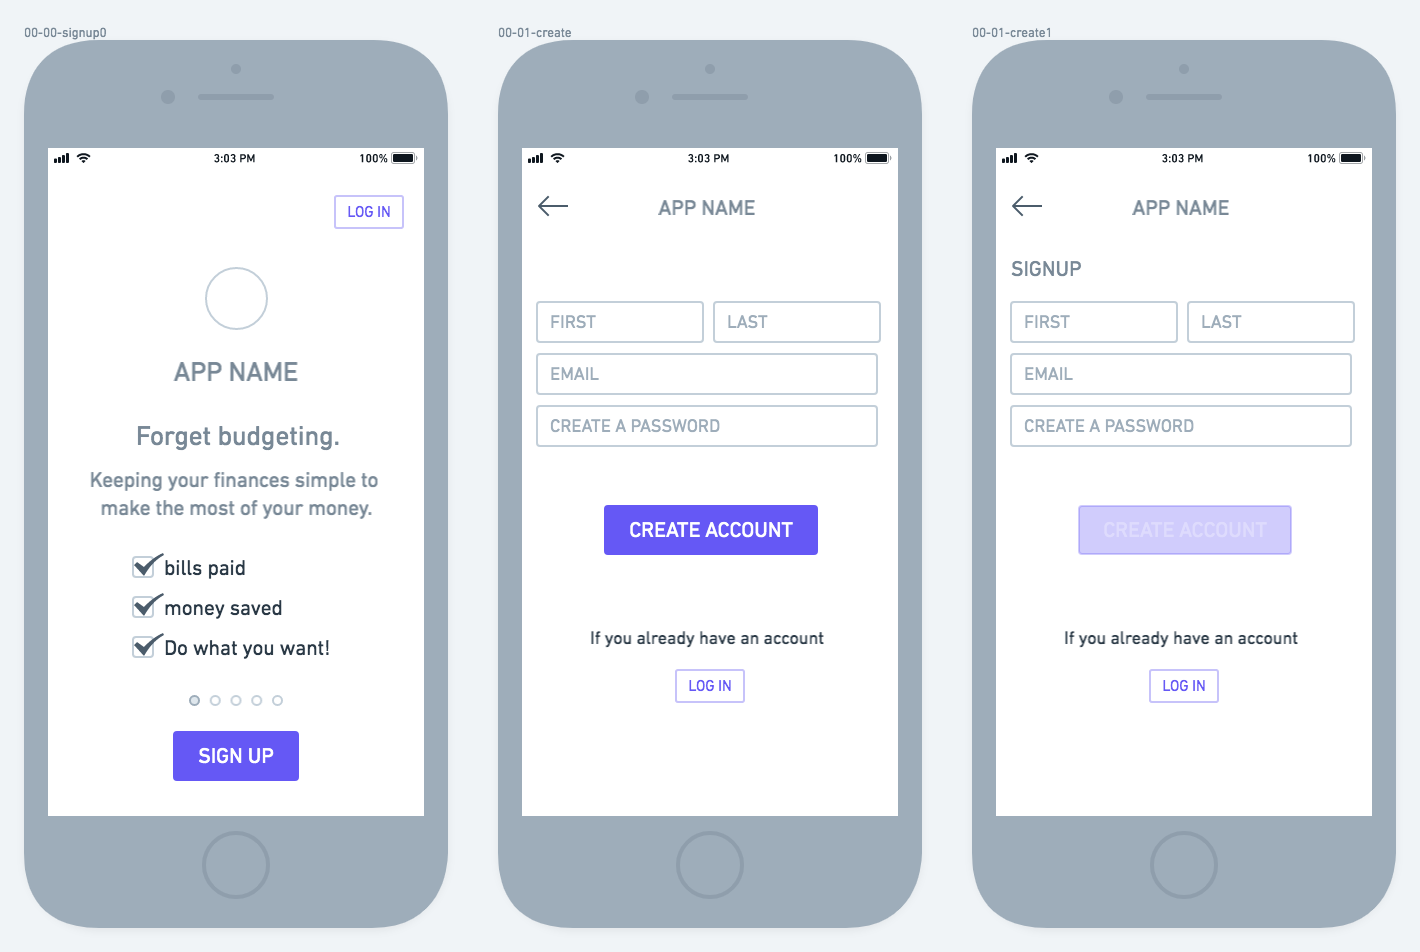 00-00-signup0
3:03 PM
100%
LOG IN
APP NAME
Forget budgeting.
Keeping your finances simple to
make the most of your money.
bills paid
money saved
Do what you want!
SIGN UP
00-01-create
3:03 PM
100%
APP NAME
FIRST
LAST
EMAIL
CREATE A PASSWORD
CREATE ACCOUNT
If you already have an account
LOG IN
00-01-create1
3:03 PM
100%
APP NAME
SIGNUP
FIRST
LAST
EMAIL
CREATE A PASSWORD
CREATE ACCOUNT
If you already have an account
LOG IN